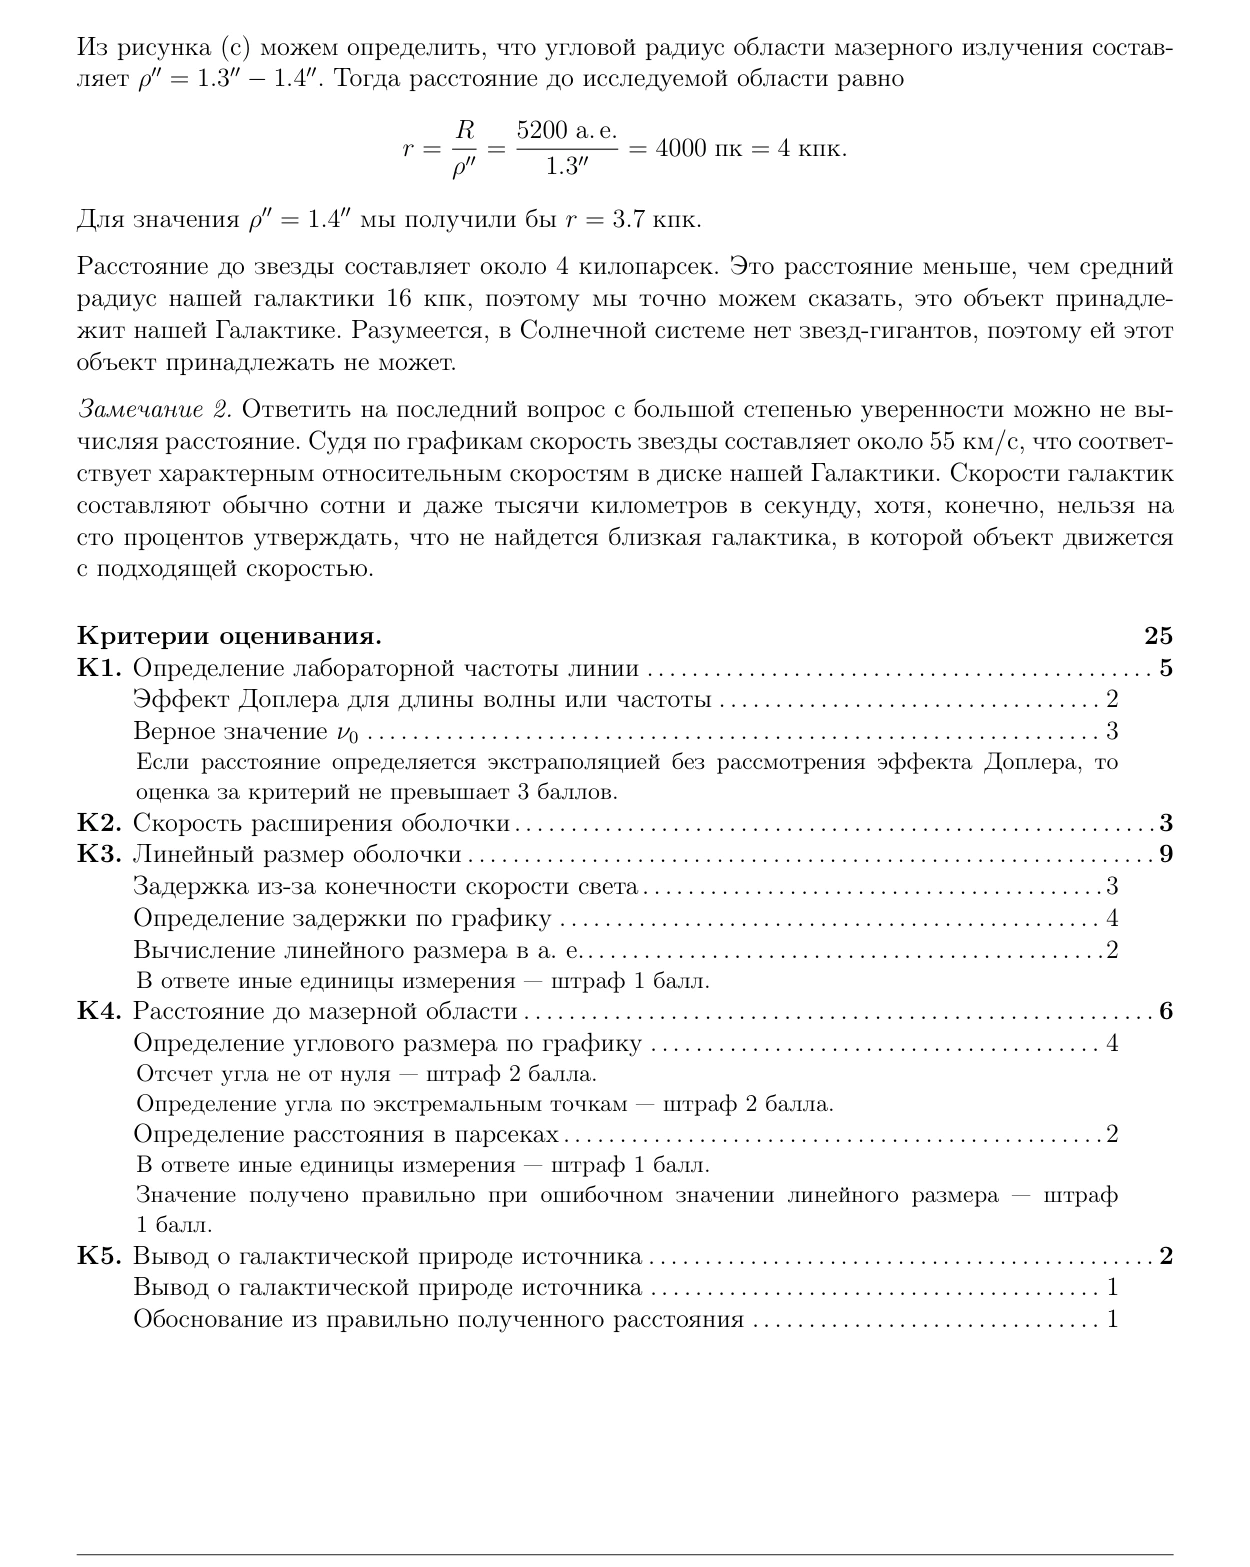 Из рисунка (c) можем определить, что угловой радиус области мазерного излучения состав-
ляет ρ″ = 1.3″ − 1.4″. Тогда расстояние до исследуемой области равно
r = R/ρ″ = 5200 а. е./1.3″ = 4000 пк = 4 кпк.
Для значения ρ″ = 1.4″ мы получили бы r = 3.7 кпк.
Расстояние до звезды составляет около 4 килопарсек. Это расстояние меньше, чем средний
радиус нашей галактики 16 кпк, поэтому мы точно можем сказать, это объект принадле-
жит нашей Галактике. Разумеется, в Солнечной системе нет звезд-гигантов, поэтому ей этот
объект принадлежать не может.
Замечание 2. Ответить на последний вопрос с большой степенью уверенности можно не вы-
числяя расстояние. Судя по графикам скорость звезды составляет около 55 км/с, что соответ-
ствует характерным относительным скоростям в диске нашей Галактики. Скорости галактик
составляют обычно сотни и даже тысячи километров в секунду, хотя, конечно, нельзя на
сто процентов утверждать, что не найдется близкая галактика, в которой объект движется
с подходящей скоростью.
Критерии оценивания. 25
К1. Определение лабораторной частоты линии ............................................. 5
Эффект Доплера для длины волны или частоты .................................. 2
Верное значение ν₀ .................................................................. 3
Если расстояние определяется экстраполяцией без рассмотрения эффекта Доплера, то
оценка за критерий не превышает 3 баллов.
К2. Скорость расширения оболочки ......................................................... 3
К3. Линейный размер оболочки ............................................................. 9
Задержка из-за конечности скорости света ......................................... 3
Определение задержки по графику ................................................ 4
Вычисление линейного размера в а. е. .............................................. 2
В ответе иные единицы измерения — штраф 1 балл.
К4. Расстояние до мазерной области ........................................................ 6
Определение углового размера по графику ........................................ 4
Отсчет угла не от нуля — штраф 2 балла.
Определение угла по экстремальным точкам — штраф 2 балла.
Определение расстояния в парсеках ................................................ 2
В ответе иные единицы измерения — штраф 1 балл.
Значение получено правильно при ошибочном значении линейного размера — штраф
1 балл.
К5. Вывод о галактической природе источника ............................................. 2
Вывод о галактической природе источника ........................................ 1
Обоснование из правильно полученного расстояния ............................... 1